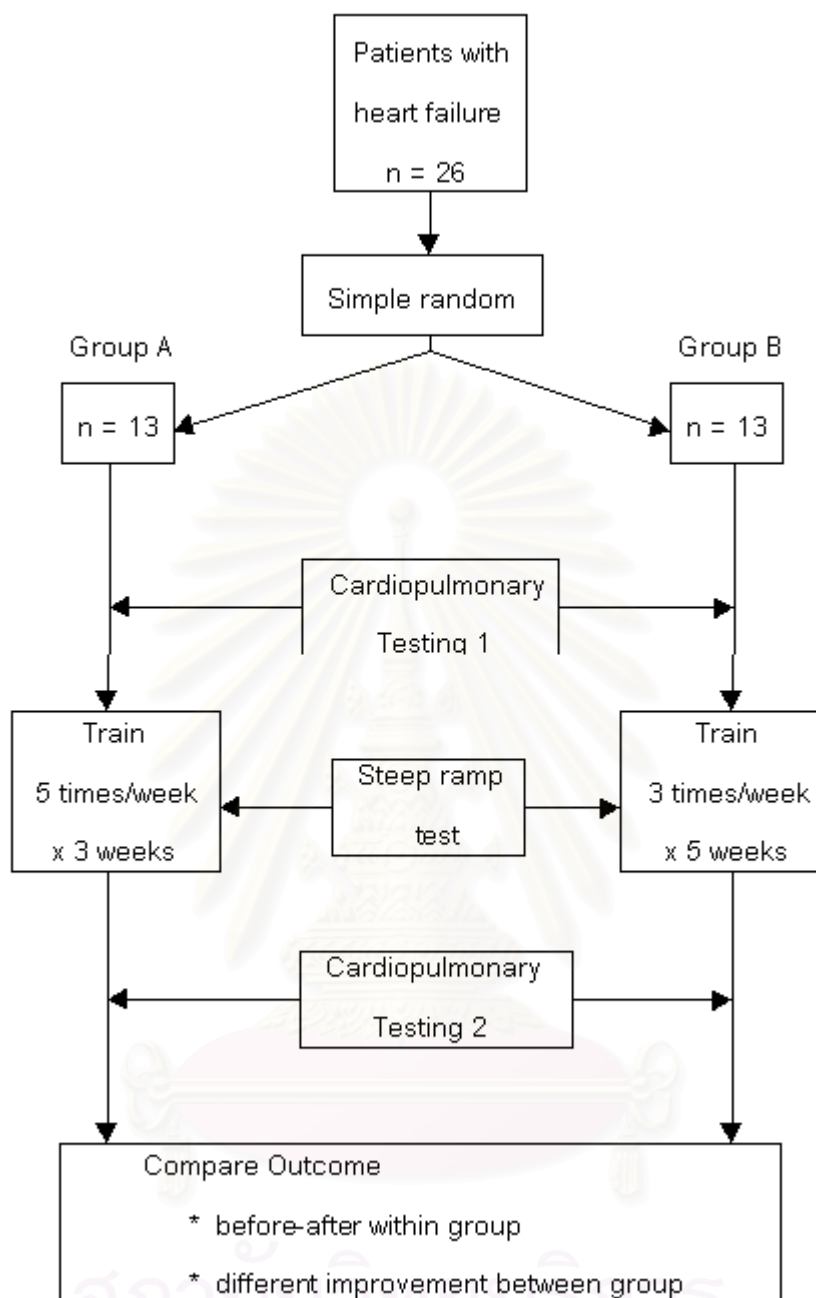 Patients with
heart failure
n = 26
Simple random
Group A
Group B
n = 13
n = 13
Cardiopulmonary
Testing 1
Train
5 times/week
x 3 weeks
Steep ramp
test
Train
3 times/week
x 5 weeks
Cardiopulmonary
Testing 2
Compare Outcome
* before-after within group
* different improvement between group